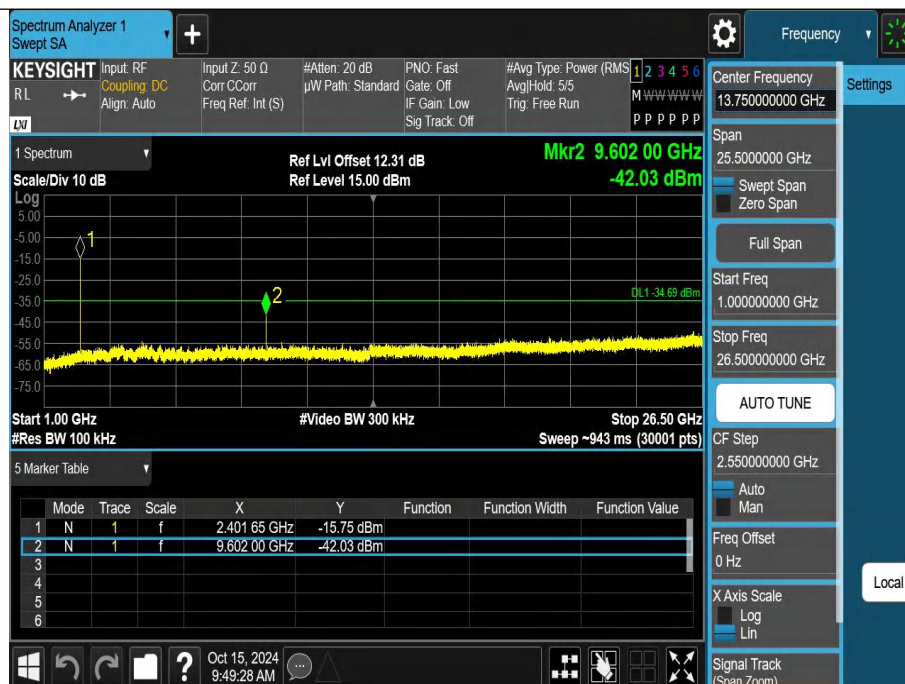 Spectrum Analyzer 1
Swept SA
Frequency
KEYSIGHT
RL
LXI
Input: RF
Coupling: DC
Align: Auto
Input Z: 50 Ω
Corr CCorr
Freq Ref: Int (S)
#Atten: 20 dB
µW Path: Standard
PNO: Fast
Gate: Off
IF Gain: Low
Sig Track: Off
#Avg Type: Power (RMS
Avg|Hold: 5/5
Trig: Free Run
1 2 3 4 5 6
M W W W W W
P P P P P P
1 Spectrum
Scale/Div 10 dB
Ref Lvl Offset 12.31 dB
Ref Level 15.00 dBm
Mkr2 9.602 00 GHz
-42.03 dBm
Log
5.00
-5.00
-15.0
-25.0
-35.0
-45.0
-55.0
-65.0
-75.0
1
2
DL1 -34.69 dBm
Start 1.00 GHz
#Video BW 300 kHz
Stop 26.50 GHz
#Res BW 100 kHz
Sweep ~943 ms (30001 pts)
5 Marker Table
Mode Trace Scale X Y Function Function Width Function Value
1 N 1 f 2.401 65 GHz -15.75 dBm
2 N 1 f 9.602 00 GHz -42.03 dBm
3
4
5
6
Oct 15, 2024
9:49:28 AM
Center Frequency
13.750000000 GHz
Settings
Span
25.5000000 GHz
Swept Span
Zero Span
Full Span
Start Freq
1.000000000 GHz
Stop Freq
26.500000000 GHz
AUTO TUNE
CF Step
2.550000000 GHz
Auto
Man
Freq Offset
0 Hz
Local
X Axis Scale
Log
Lin
Signal Track
(Span Zoom)